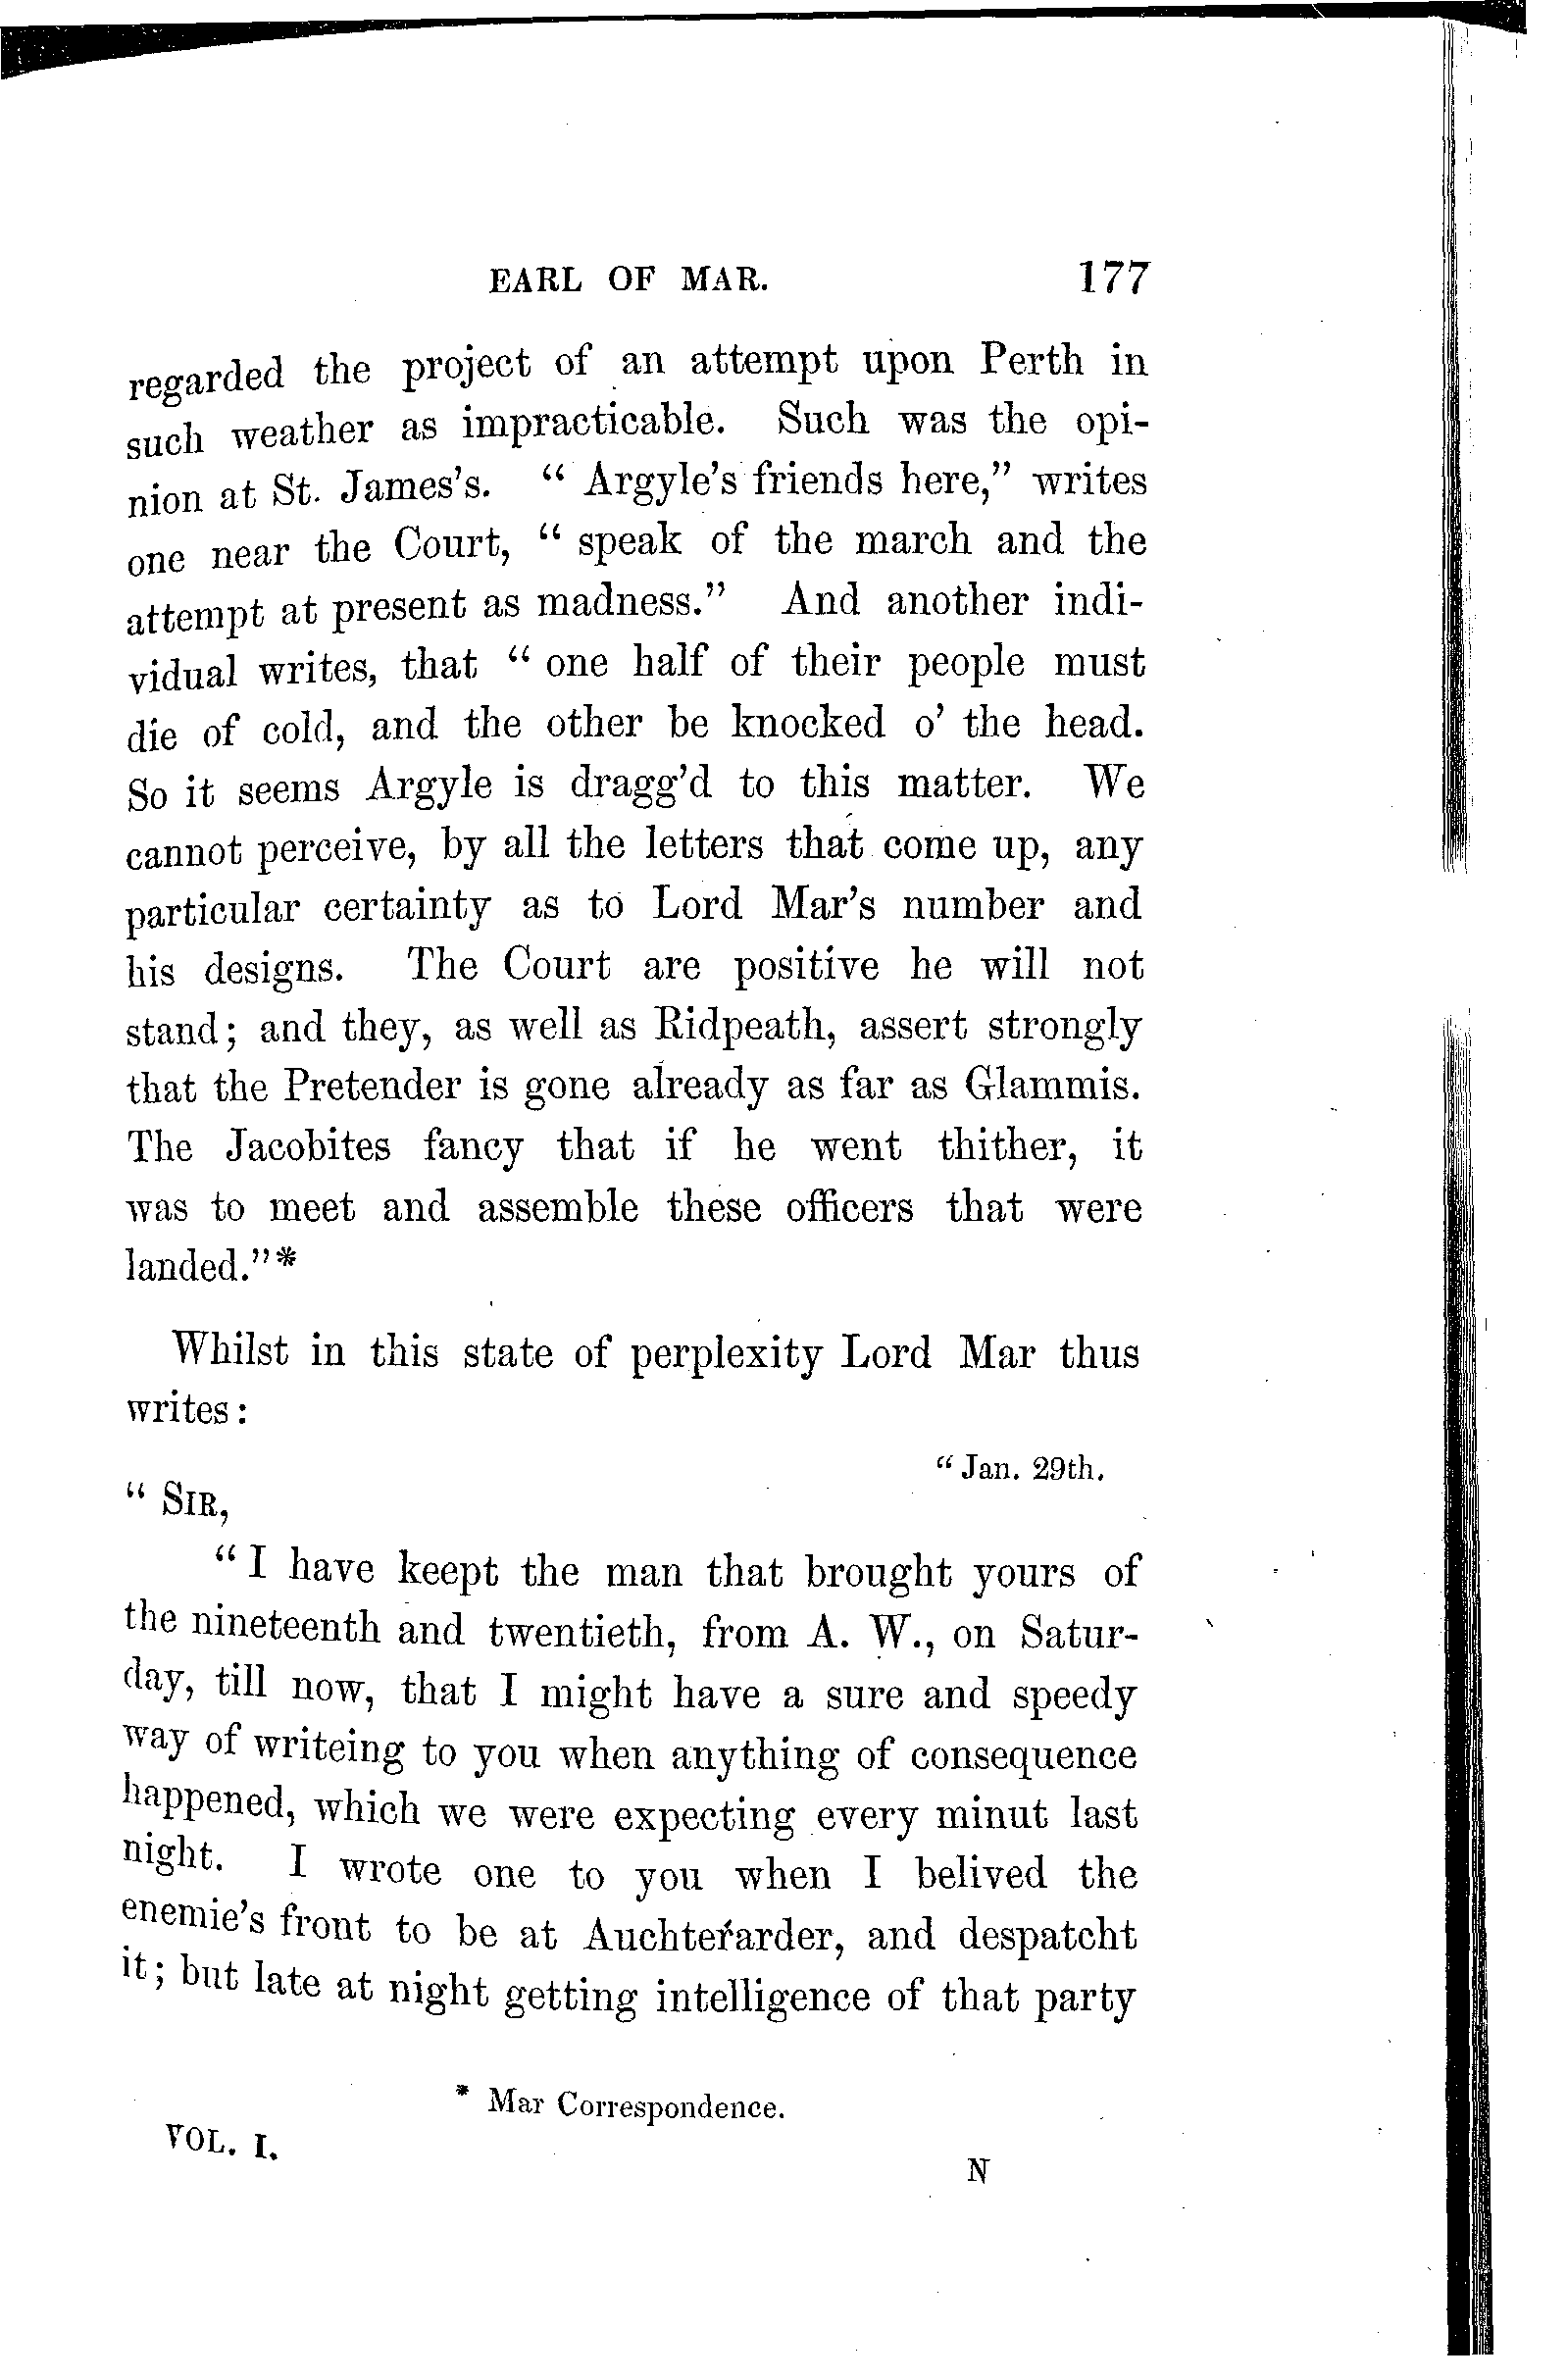 EARL OF MAR. 177
regarded the project of an attempt upon Perth in
such weather as impracticable. Such was the opi-
nion at St. James's. “ Argyle's friends here,” writes
one near the Court, “ speak of the march and the
attempt at present as madness.” And another indi-
vidual writes, that “ one half of their people must
die of cold, and the other be knocked o' the head.
So it seems Argyle is dragg'd to this matter. We
cannot perceive, by all the letters that come up, any
particular certainty as to Lord Mar's number and
his designs. The Court are positive he will not
stand; and they, as well as Ridpeath, assert strongly
that the Pretender is gone already as far as Glammis.
The Jacobites fancy that if he went thither, it
was to meet and assemble these officers that were
landed.”*
Whilst in this state of perplexity Lord Mar thus
writes:
“ Jan. 29th.
“ SIR,
“ I have keept the man that brought yours of
the nineteenth and twentieth, from A. W., on Satur-
day, till now, that I might have a sure and speedy
way of writeing to you when anything of consequence
happened, which we were expecting every minut last
night. I wrote one to you when I belived the
enemie's front to be at Auchterarder, and despatcht
it; but late at night getting intelligence of that party
* Mar Correspondence.
VOL. I.
N